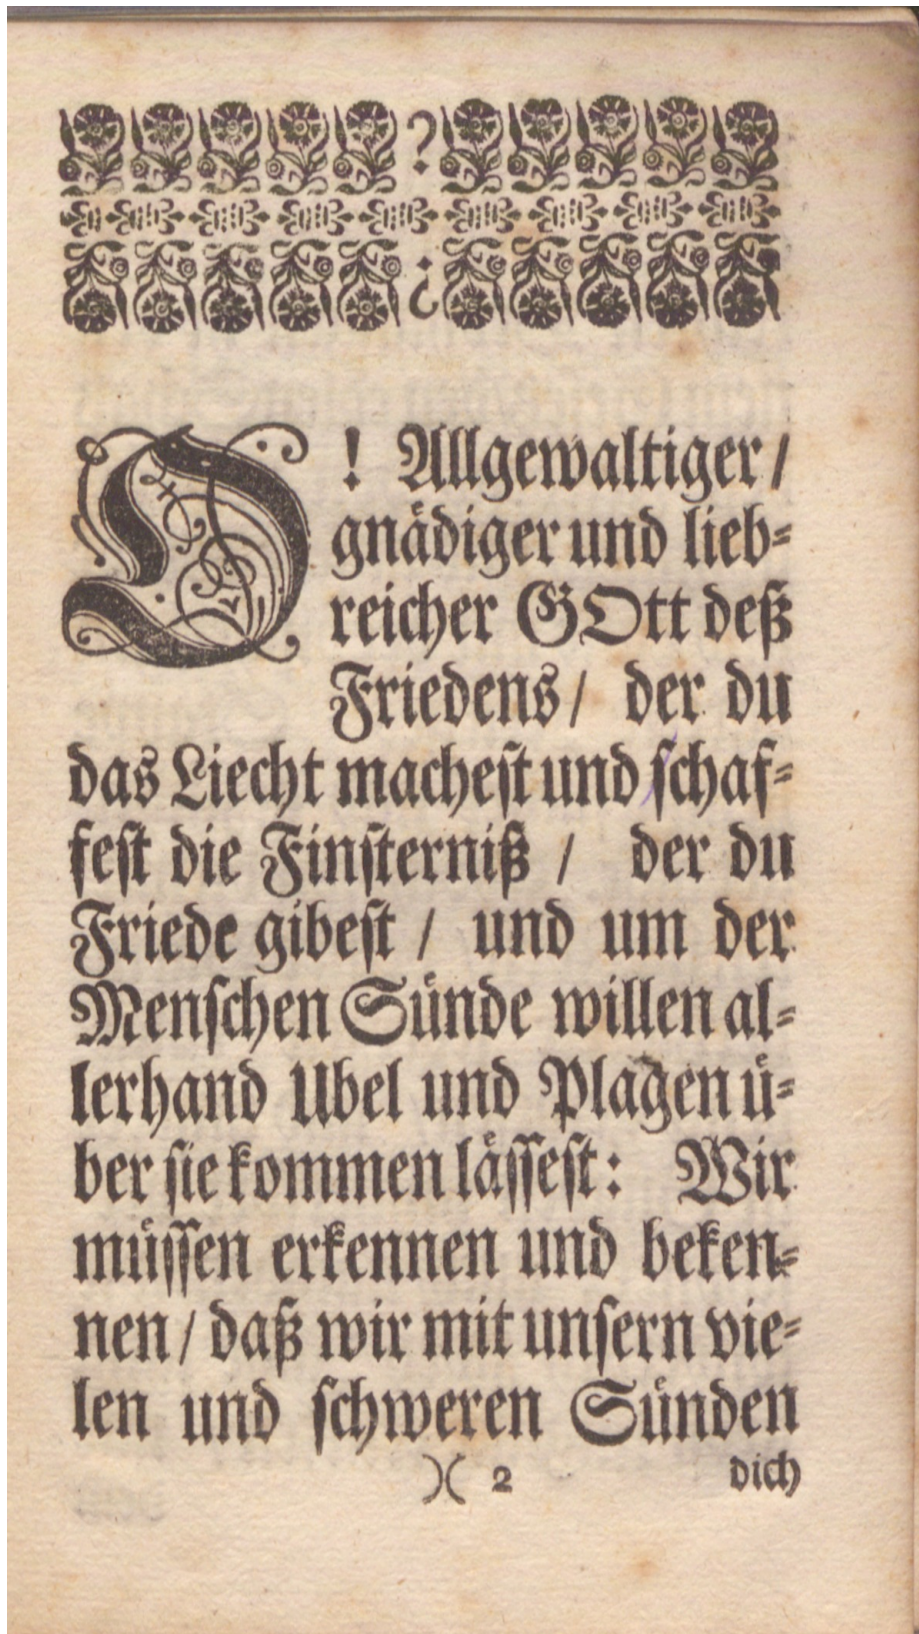 ?
¿
O! Allgewaltiger/
gnådiger und lieb⸗
reicher GOtt deß
Friedens/ der du
das Liecht macheſt und ſchaf⸗
feſt die Finſterniß / der du
Friede gibeſt / und um der
Menſchen Sünde willen al⸗
lerhand Ubel und Plagen ü⸗
ber ſie kommen låſſeſt: Wir
müſſen erkennen und beken⸗
nen/ daß wir mit unſern vie⸗
len und ſchweren Sünden
)( 2 dich